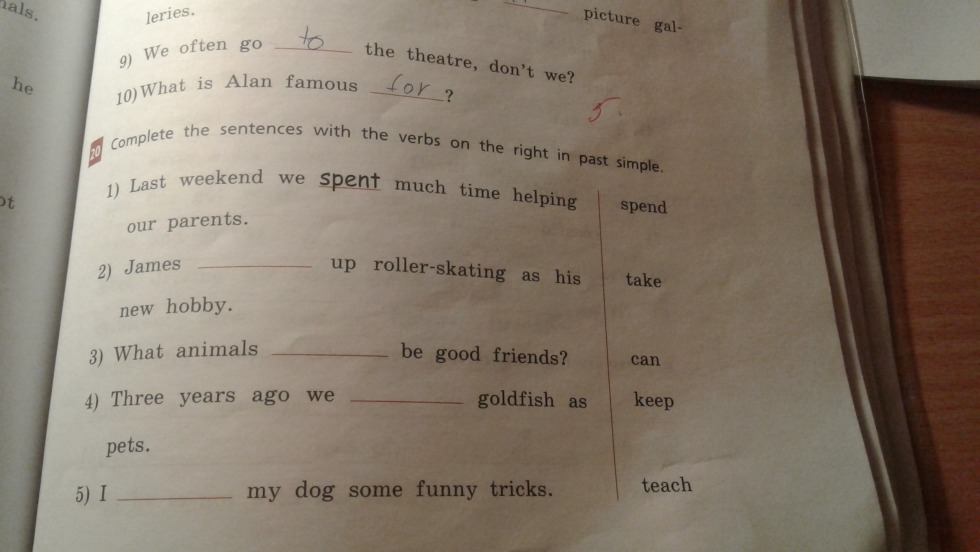 picture gal-
leries.
9) We often go to the theatre, don't we?
10) What is Alan famous for ?
5.
20 Complete the sentences with the verbs on the right in past simple.
1) Last weekend we spent much time helping spend
our parents.
2) James ________ up roller-skating as his take
new hobby.
3) What animals ________ be good friends? can
4) Three years ago we ________ goldfish as keep
pets.
5) I ________ my dog some funny tricks. teach
he